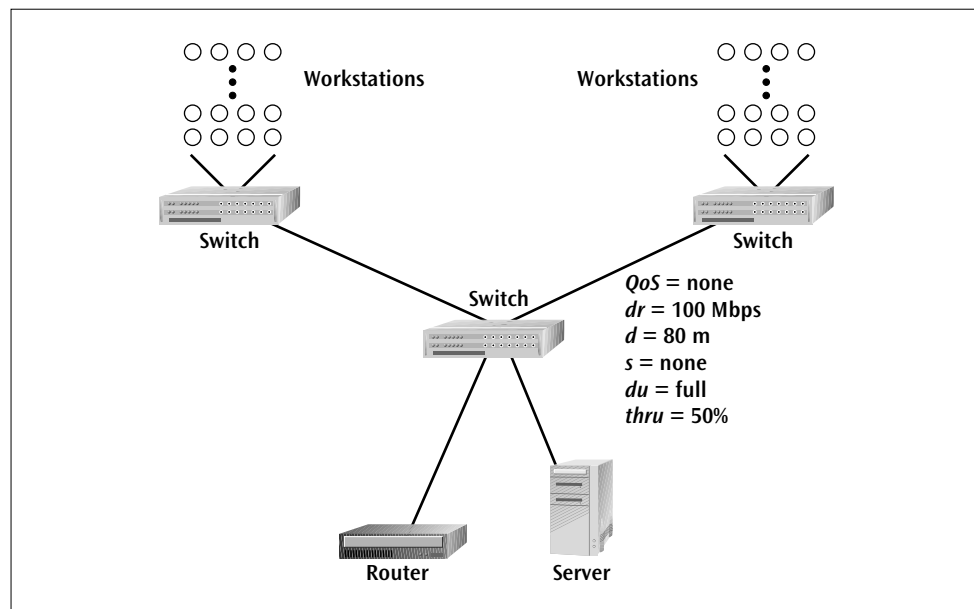 Workstations
Workstations
Switch
Switch
Switch
QoS = none
dr = 100 Mbps
d = 80 m
s = none
du = full
thru = 50%
Router
Server